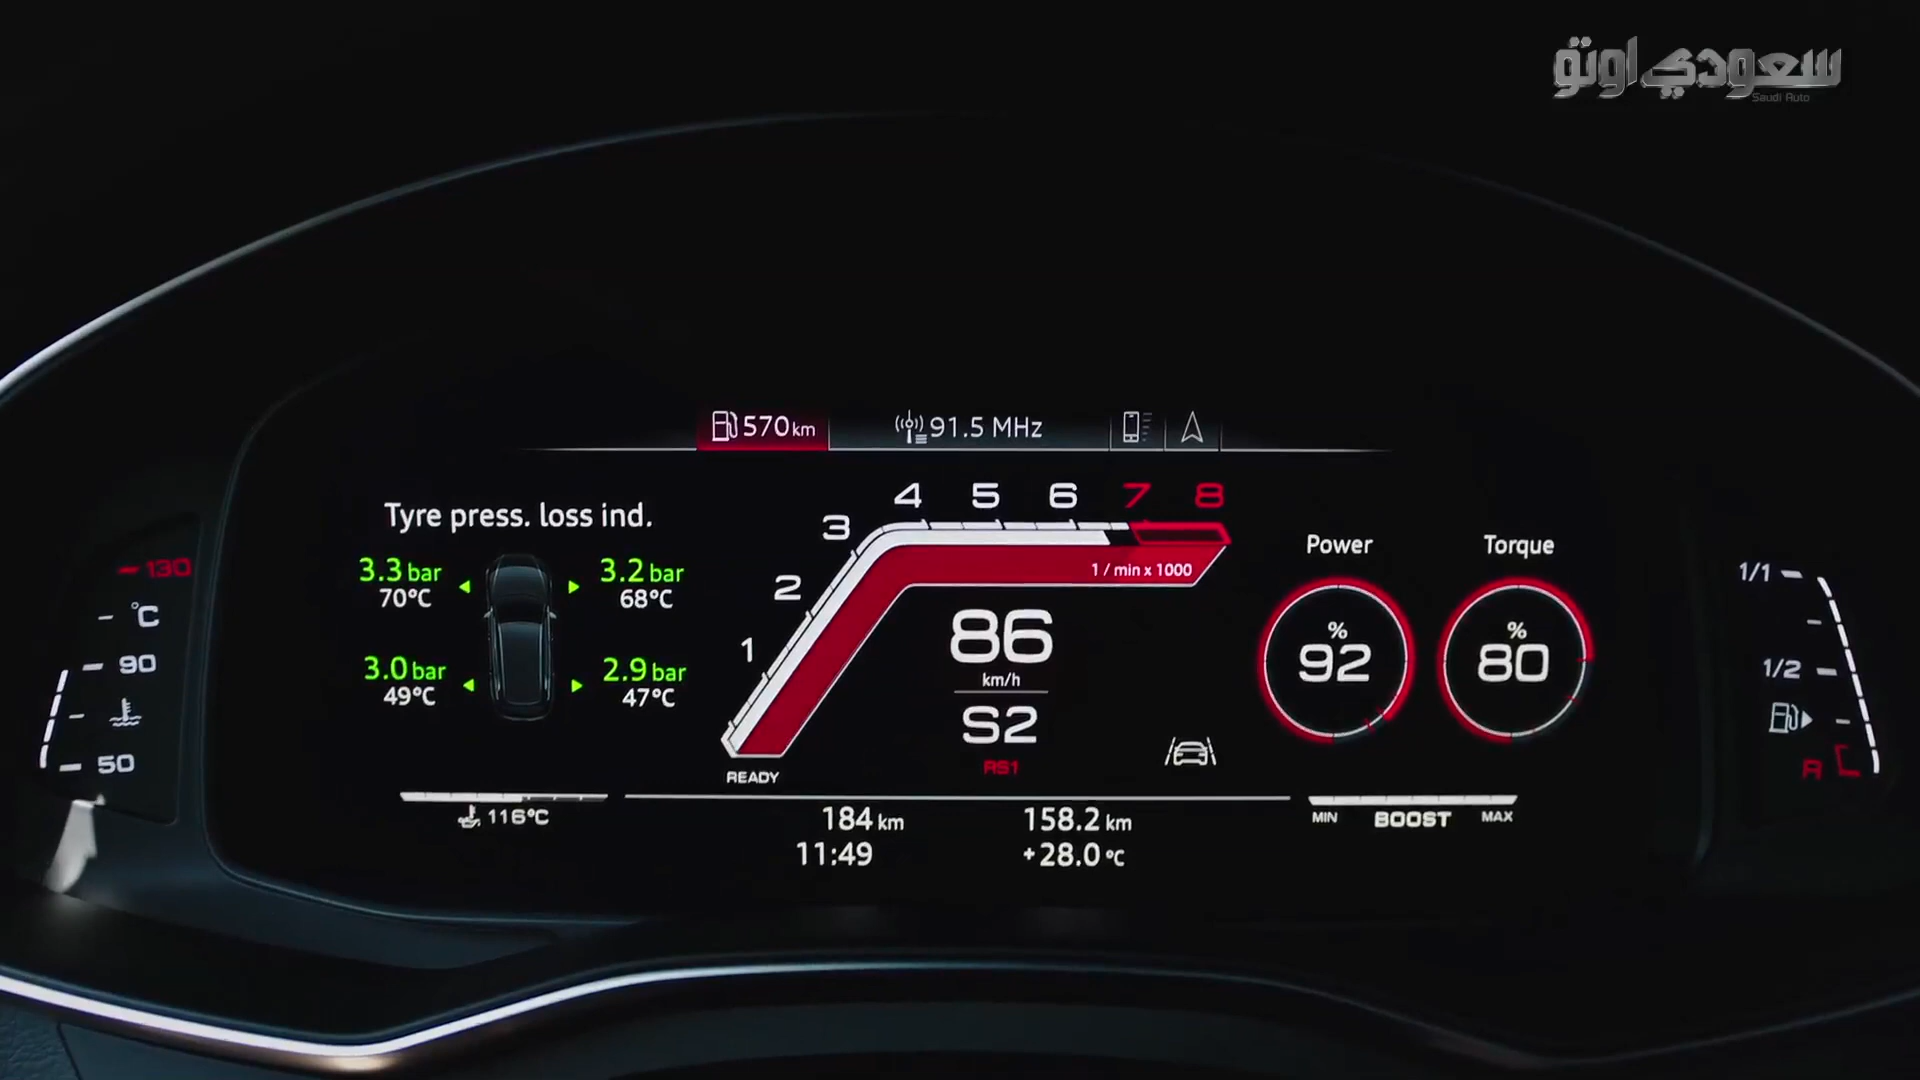 سعودي اوتو
Saudi Auto
570 km
91.5 MHz
Tyre press. loss ind.
3.3 bar
70°C
3.2 bar
68°C
3.0 bar
49°C
2.9 bar
47°C
116°C
130
°C
90
50
1 2 3 4 5 6 7 8
1 / min x 1000
86
km/h
S2
RS1
READY
184 km
158.2 km
11:49
+28.0 °C
Power
% 92
Torque
% 80
MIN BOOST MAX
1/1
1/2
R